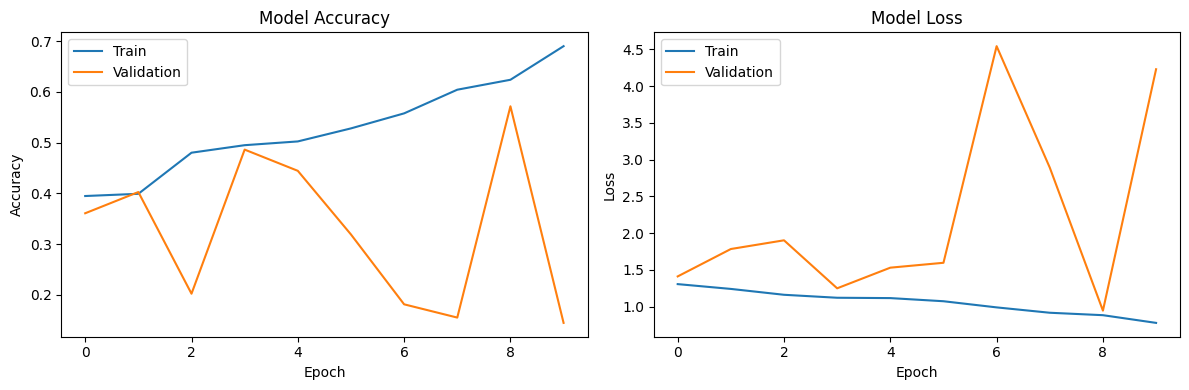 Model Accuracy
Train
Validation
0.7
0.6
0.5
0.4
0.3
0.2
Accuracy
0 2 4 6 8
Epoch
Model Loss
Train
Validation
4.5
4.0
3.5
3.0
2.5
2.0
1.5
1.0
Loss
0 2 4 6 8
Epoch